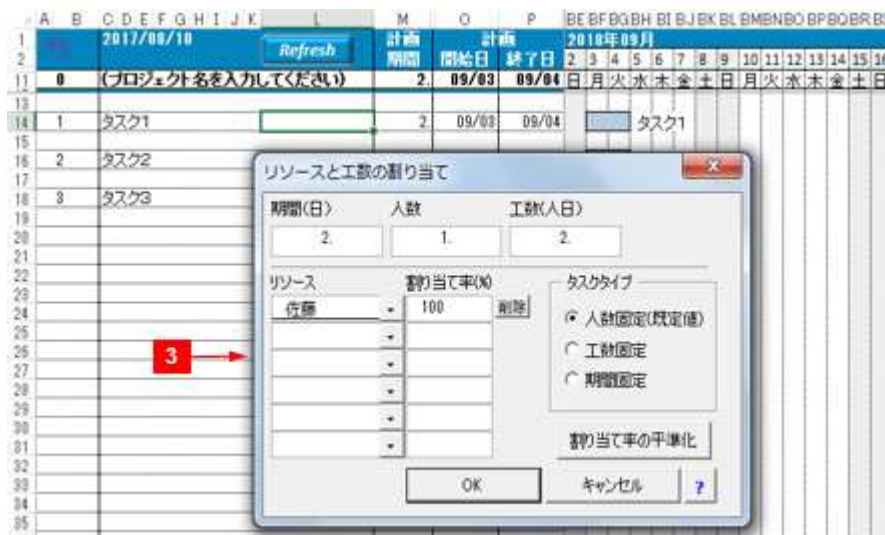 A B C D E F G H I J K L M O P BE BF BG BH BI BJ BK BL BM BN BO BP BQ BR
1 2017/08/10 Refresh 計画 計画 2018年09月
2 期間 開始日 終了日 2 3 4 5 6 7 8 9 10 11 12 13 14 15 16
11 0 (プロジェクト名を入力してください) 2. 09/03 09/04 日 月 火 水 木 金 土 日 月 火 水 木 金 土 日
13
14 1 タスク1 2. 09/03 09/04 タスク1
15
16 2 タスク2
17
18 3 タスク3
19
20
21
22
23
24
25
26
27
28
29
30
31
32
33
34
35
リソースと工数の割り当て
期間(日) 人数 工数(人日)
2. 1. 2.
リソース 割り当て率(%) タスクタイプ
佐藤 100 削除
人数固定(既定値)
工数固定
期間固定
3
割り当て率の平準化
OK キャンセル ?